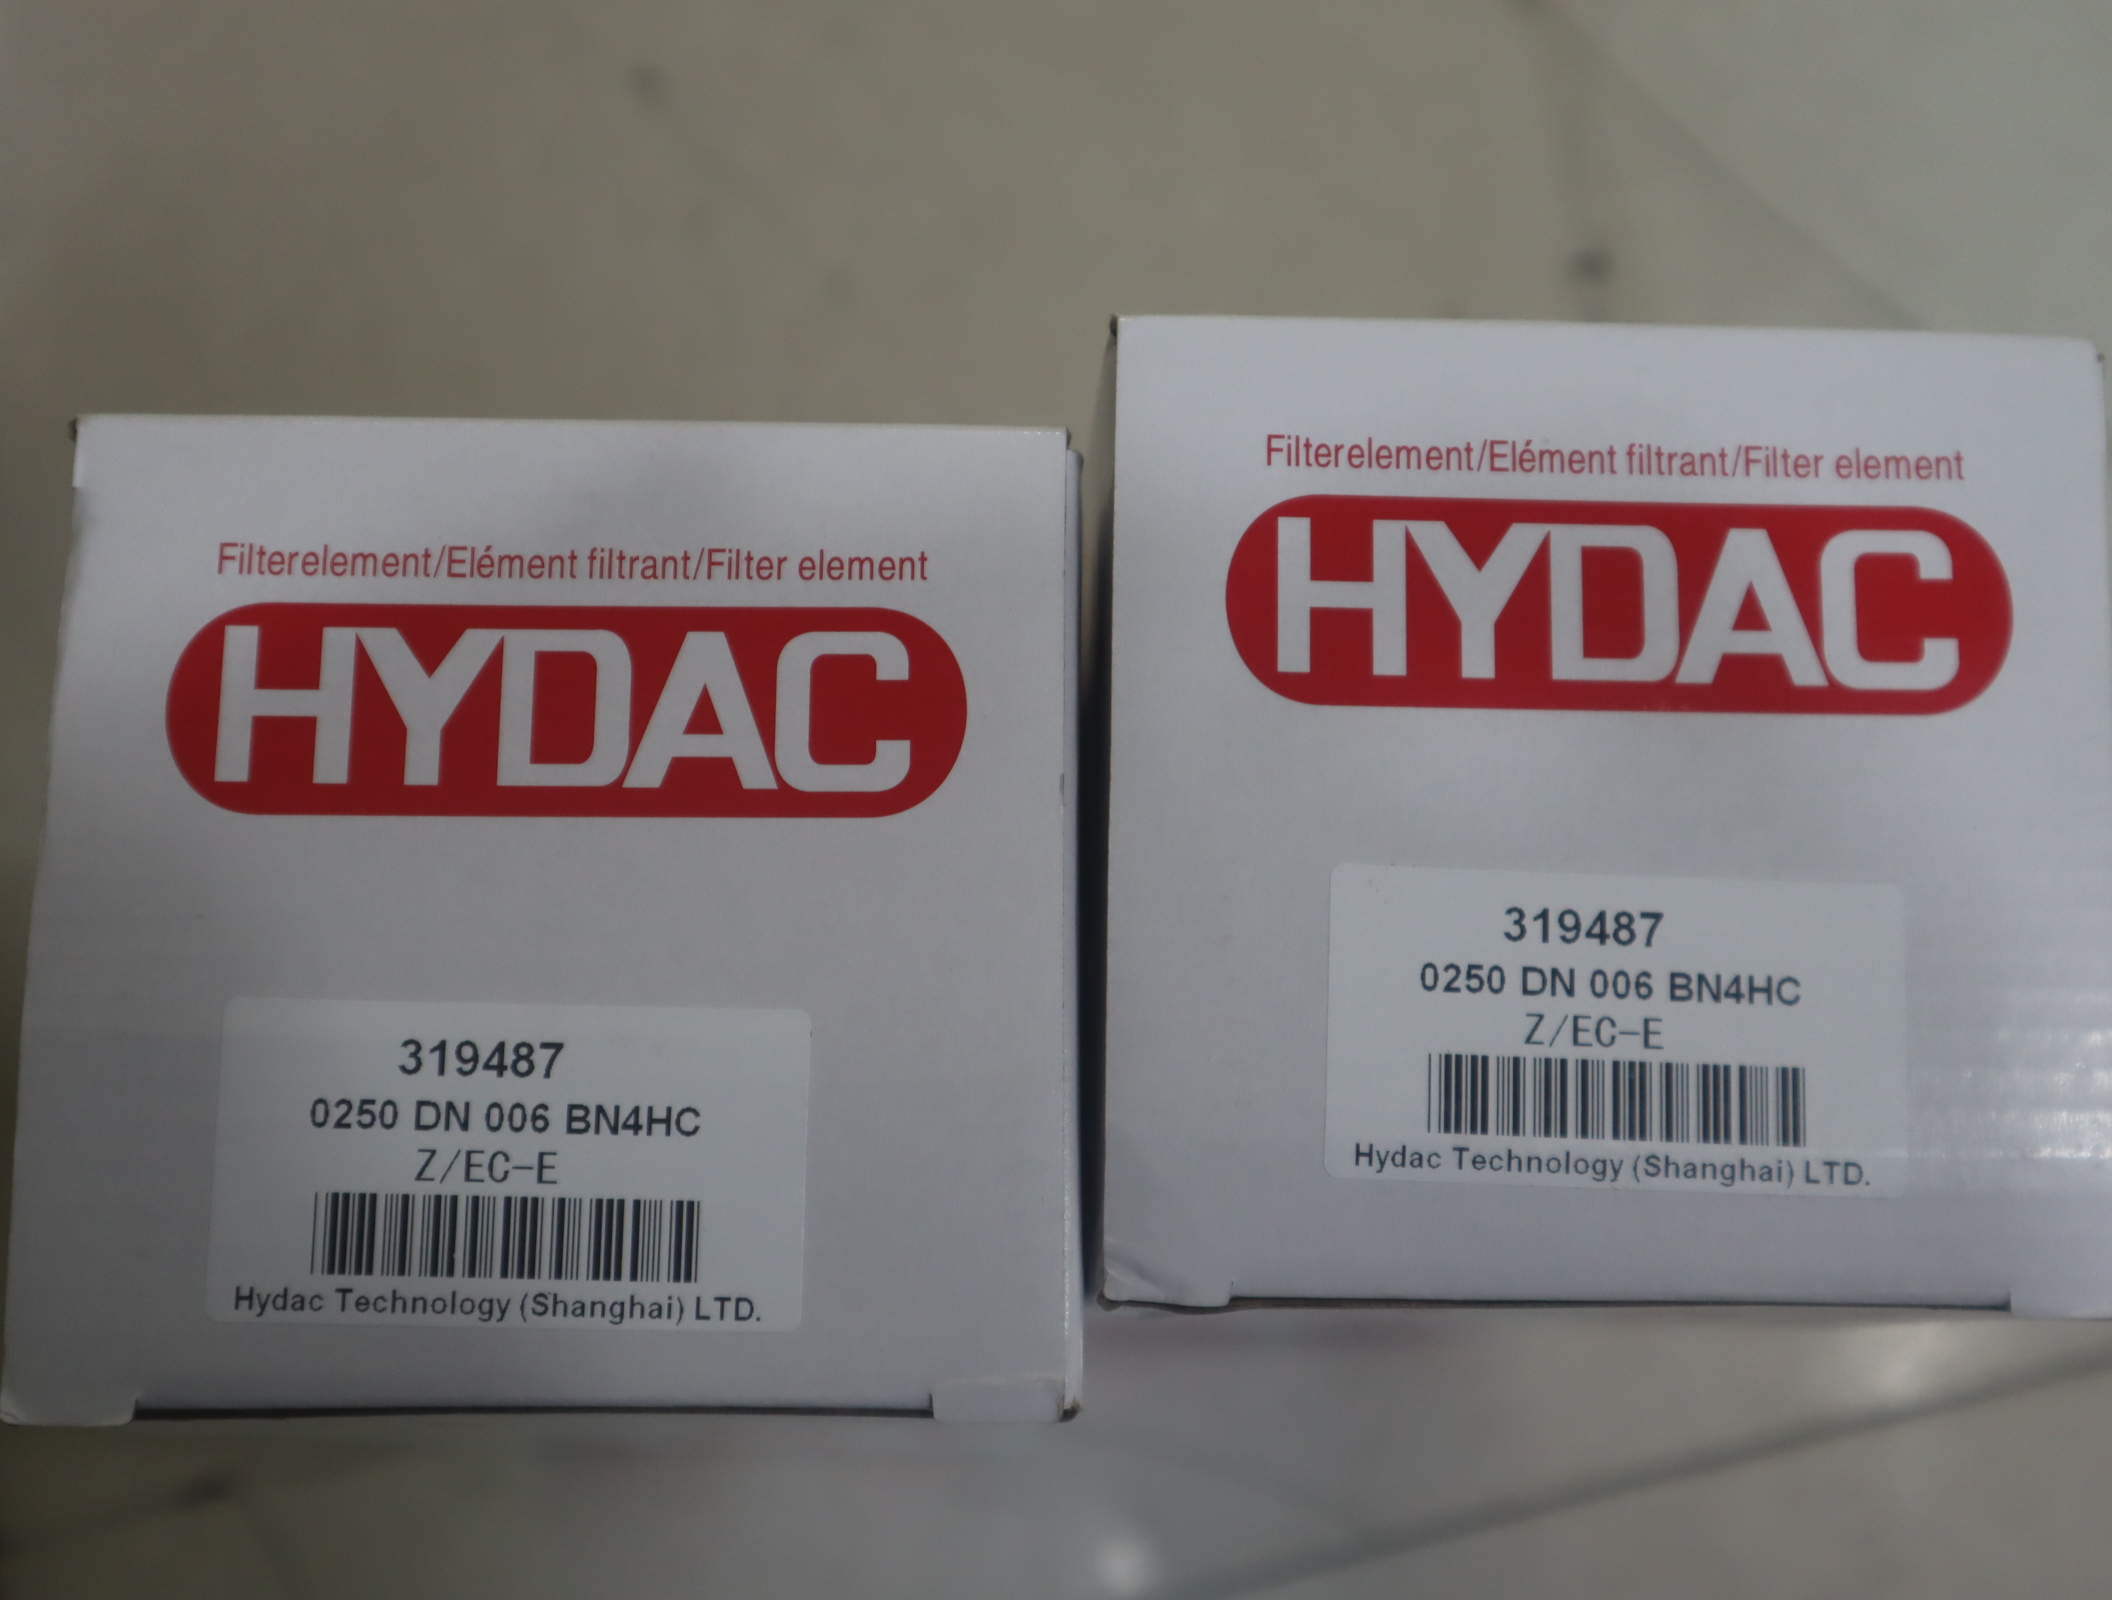 Filterelement/Elément filtrant/Filter element
HYDAC
319487
0250 DN 006 BN4HC
Z/EC-E
Hydac Technology (Shanghai) LTD.
Filterelement/Elément filtrant/Filter element
HYDAC
319487
0250 DN 006 BN4HC
Z/EC-E
Hydac Technology (Shanghai) LTD.